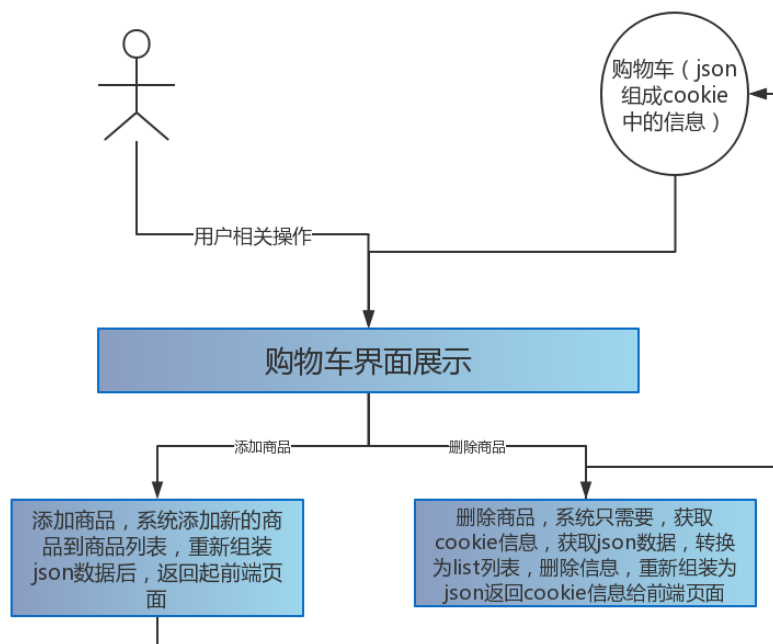 购物车（json
组成cookie
中的信息）
用户相关操作
购物车界面展示
添加商品
删除商品
添加商品，系统添加新的商
品到商品列表，重新组装
json数据后，返回起前端页
面
删除商品，系统只需要，获取
cookie信息，获取json数据，转换
为list列表，删除信息，重新组装为
json返回cookie信息给前端页面